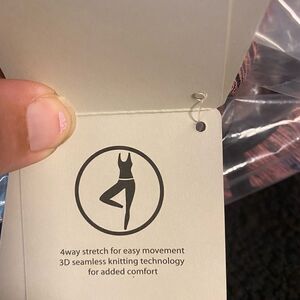 4way stretch for easy movement
3D seamless knitting technology
for added comfort